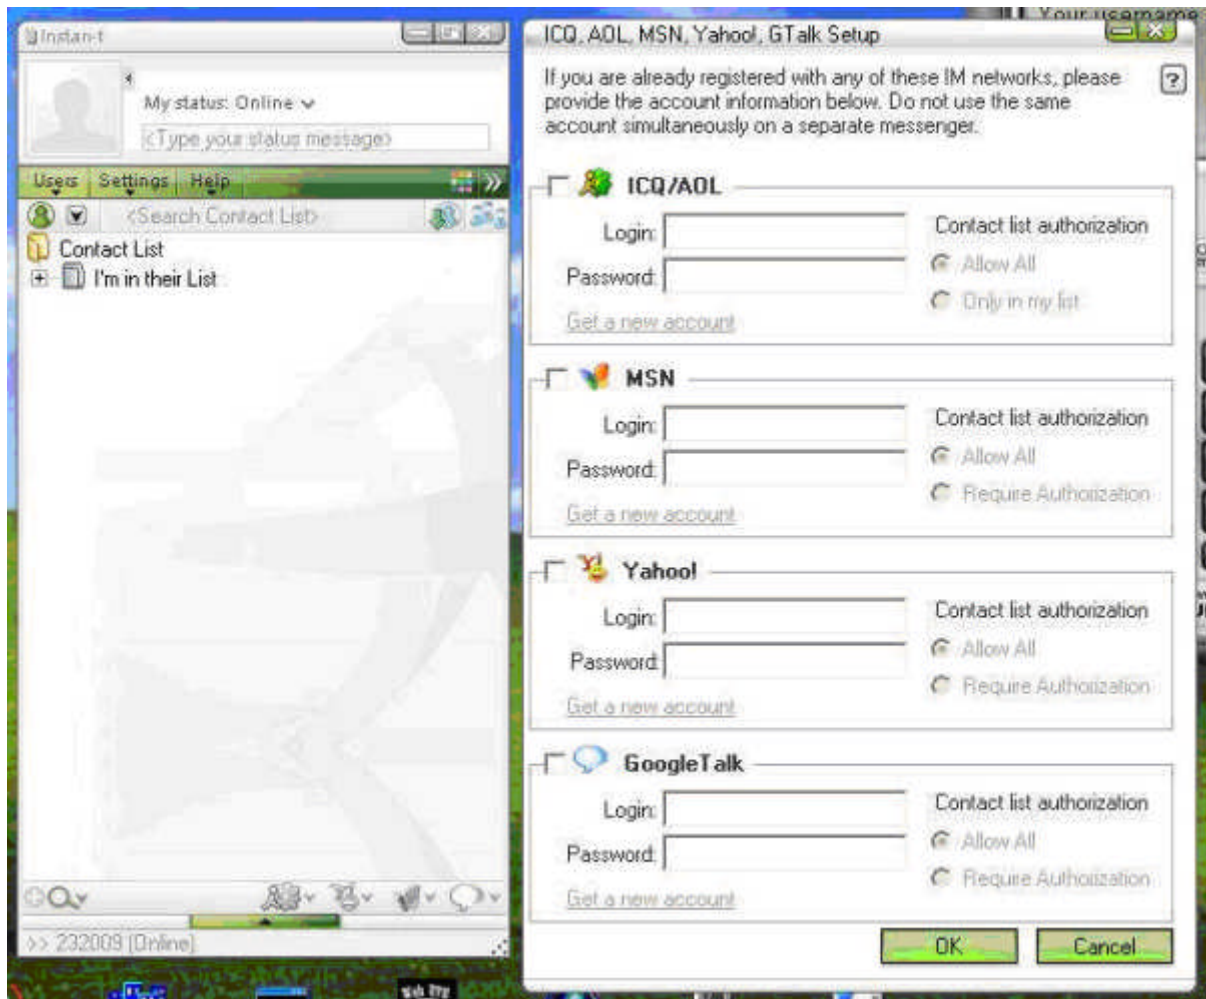 Instan-t
My status: Online
<Type your status message>
Users Settings Help
<Search Contact List>
Contact List
I'm in their List
>> 232009 (Online)
Your username
ICQ, AOL, MSN, Yahoo!, GTalk Setup
If you are already registered with any of these IM networks, please
provide the account information below. Do not use the same
account simultaneously on a separate messenger.
?
ICQ/AOL
Login:
Password:
Get a new account
Contact list authorization
Allow All
Only in my list
MSN
Login:
Password:
Get a new account
Contact list authorization
Allow All
Require Authorization
Yahoo!
Login:
Password:
Get a new account
Contact list authorization
Allow All
Require Authorization
GoogleTalk
Login:
Password:
Get a new account
Contact list authorization
Allow All
Require Authorization
OK Cancel